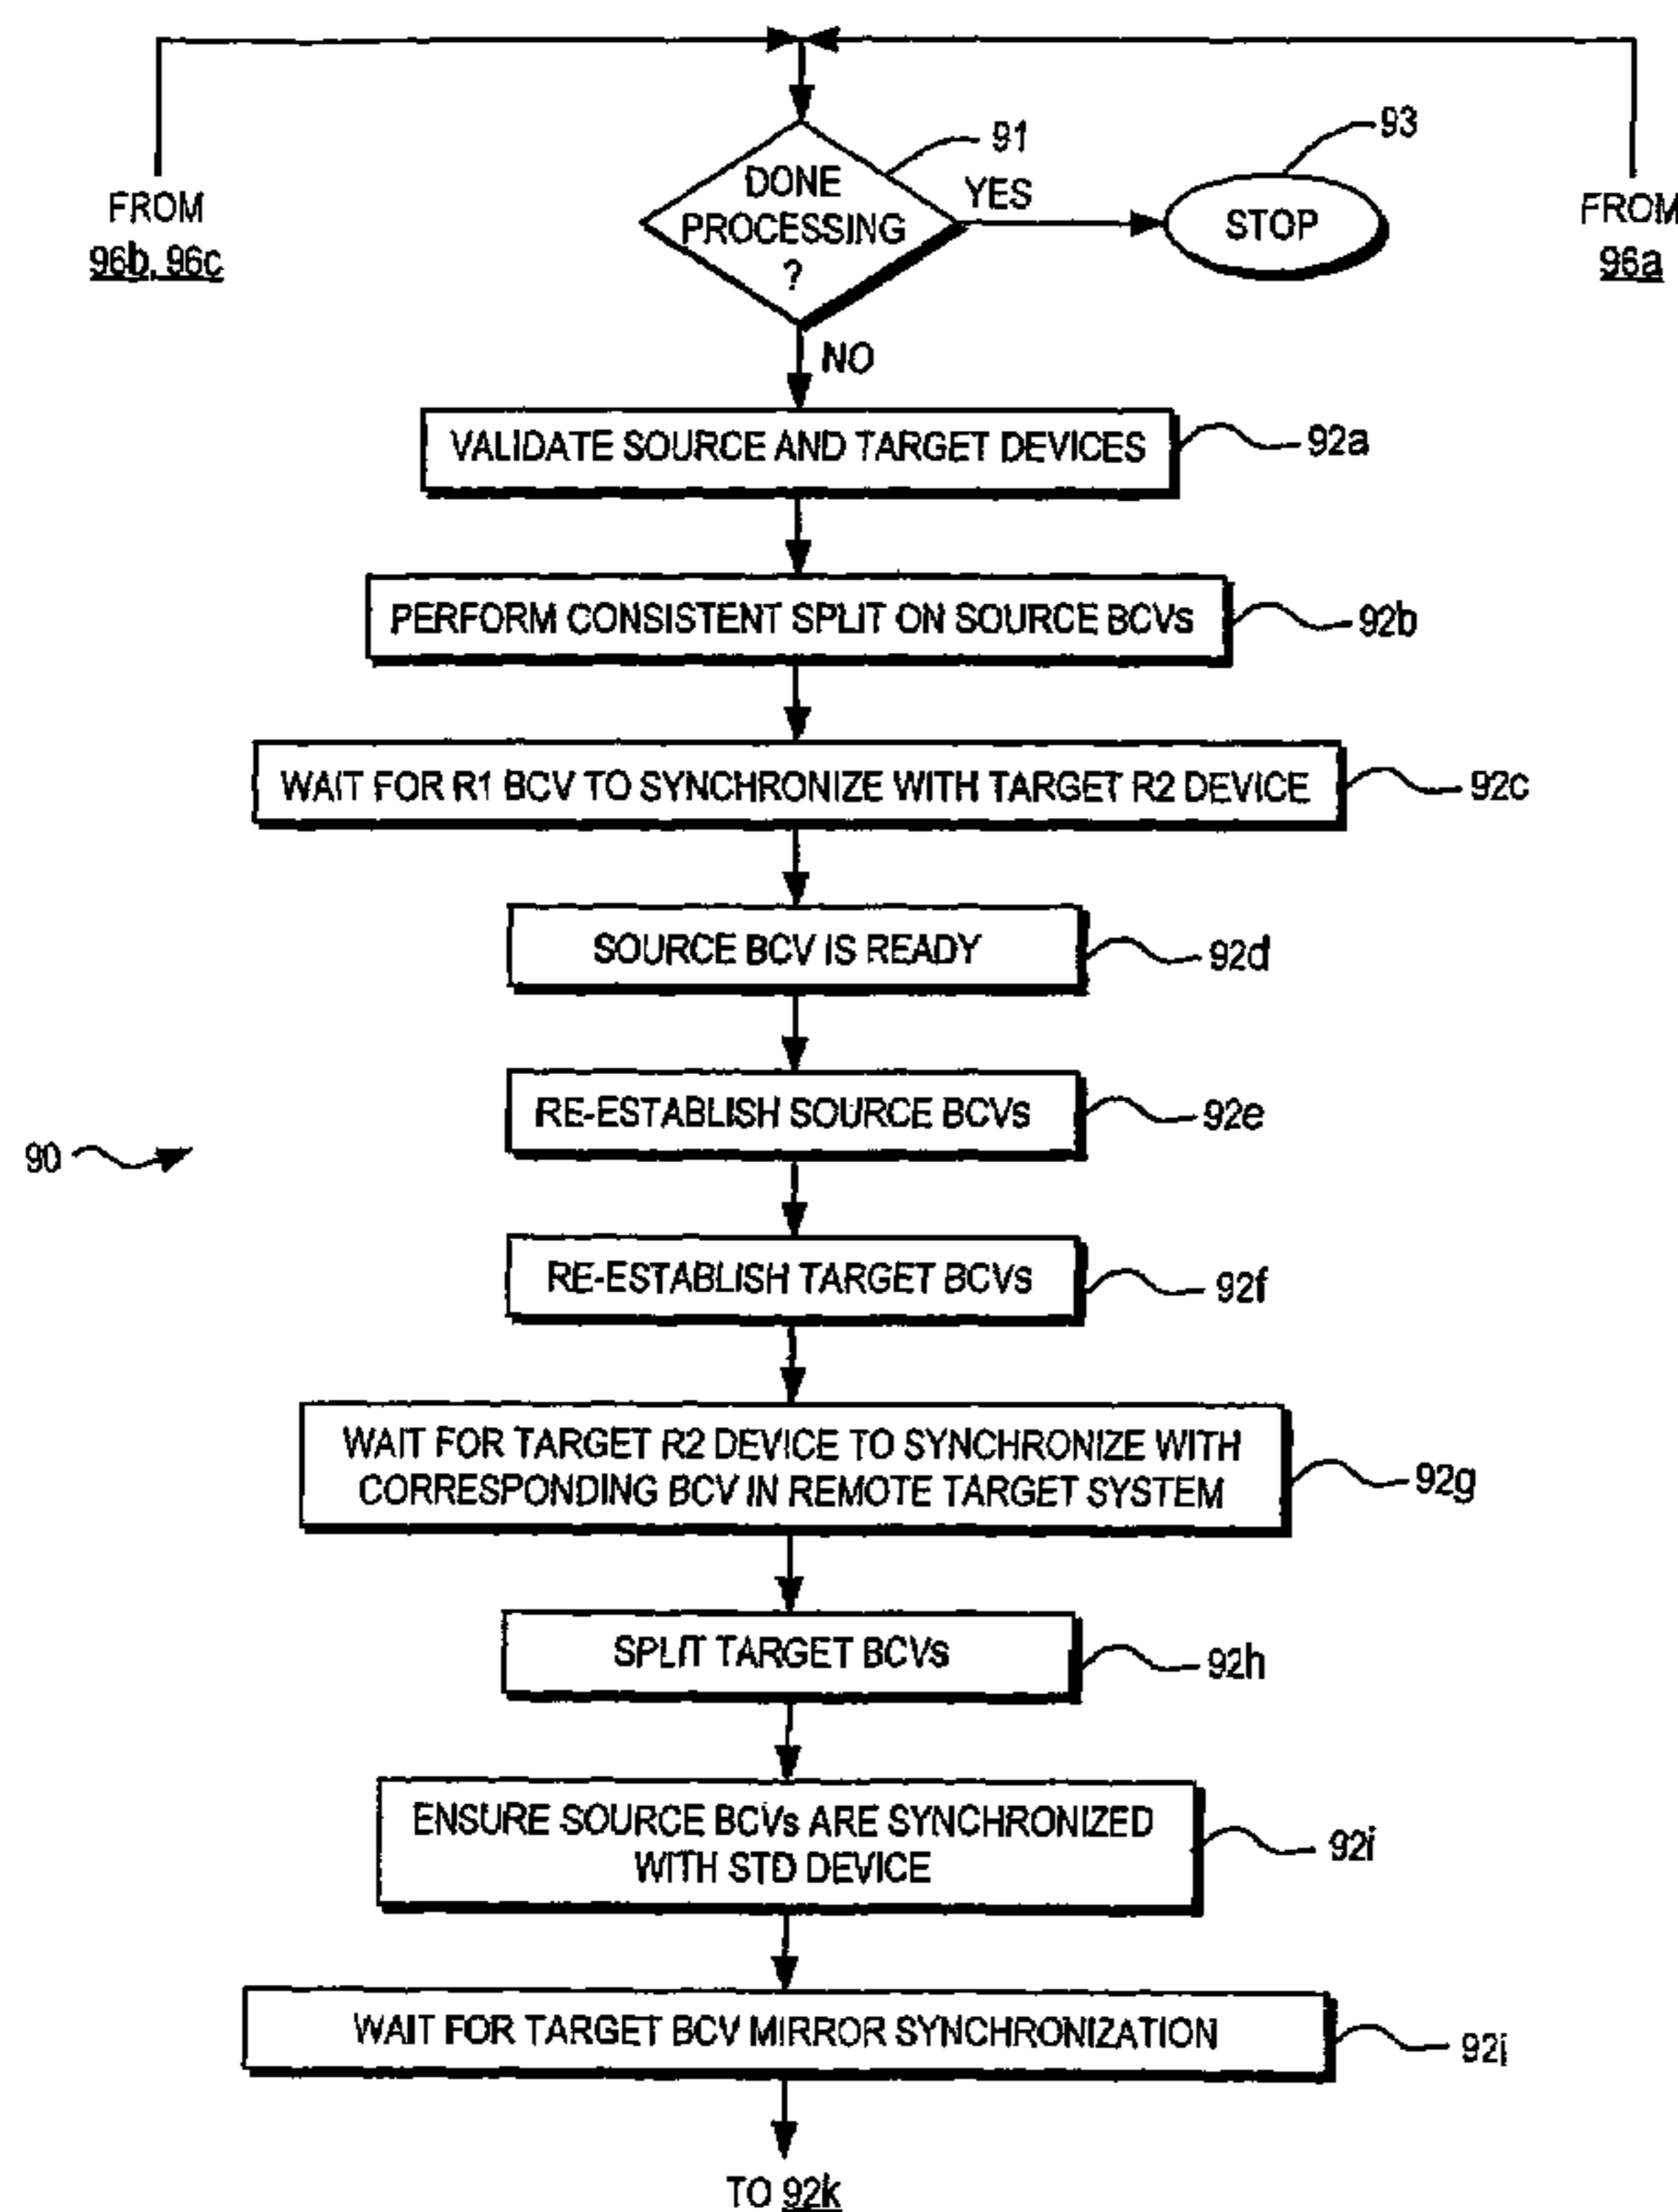 91
93
DONE
PROCESSING
?
YES
STOP
FROM
96b, 96c
FROM
96a
NO
VALIDATE SOURCE AND TARGET DEVICES
92a
PERFORM CONSISTENT SPLIT ON SOURCE BCVs
92b
WAIT FOR R1 BCV TO SYNCHRONIZE WITH TARGET R2 DEVICE
92c
SOURCE BCV IS READY
92d
RE-ESTABLISH SOURCE BCVs
92e
90
RE-ESTABLISH TARGET BCVs
92f
WAIT FOR TARGET R2 DEVICE TO SYNCHRONIZE WITH
CORRESPONDING BCV IN REMOTE TARGET SYSTEM
92g
SPLIT TARGET BCVs
92h
ENSURE SOURCE BCVs ARE SYNCHRONIZED
WITH STD DEVICE
92i
WAIT FOR TARGET BCV MIRROR SYNCHRONIZATION
92j
TO 92k